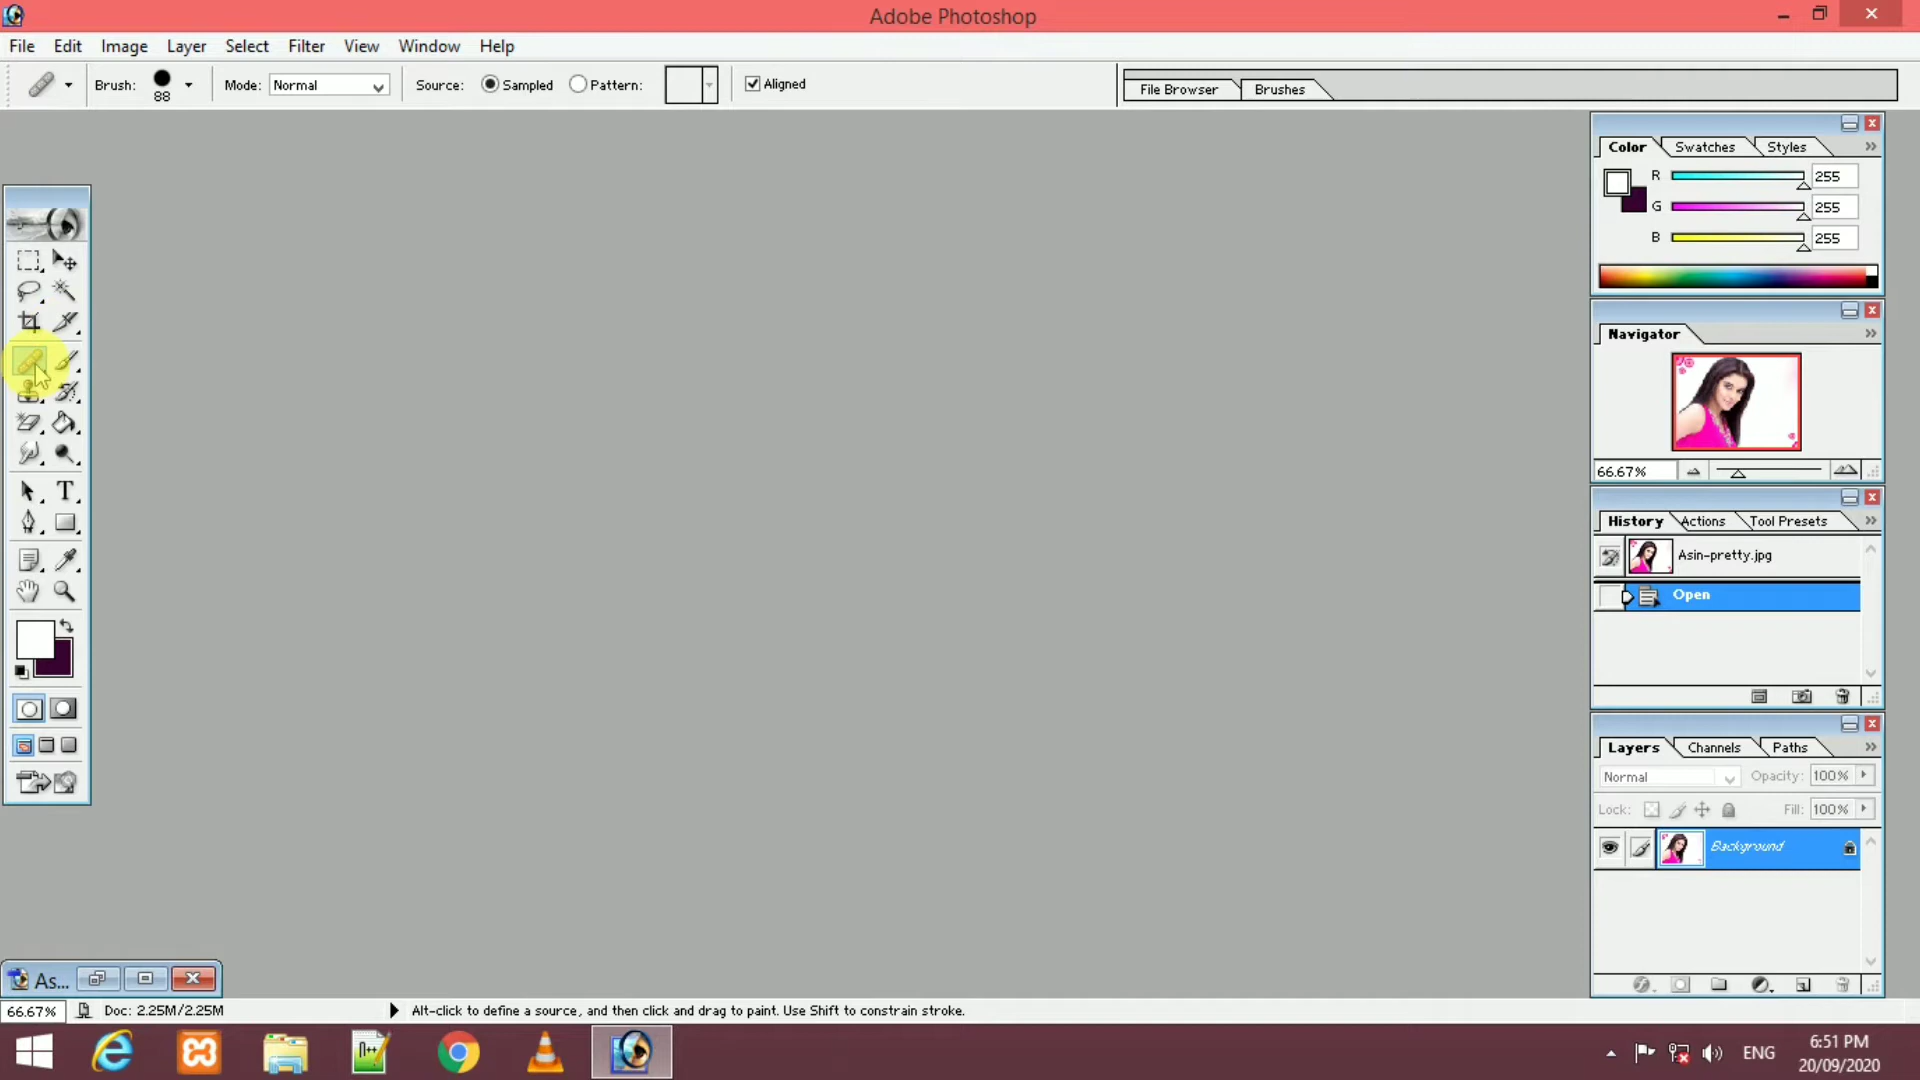 Adobe Photoshop
File Edit Image Layer Select Filter View Window Help
Brush: 88 Mode: Normal Source: Sampled Pattern: Aligned File Browser Brushes
Color Swatches Styles
R 255
G 255
B 255
Navigator
66.67%
History Actions Tool Presets
Asin-pretty.jpg
Open
T
Layers Channels Paths
Normal Opacity: 100%
Lock: Fill: 100%
Background
As...
66.67% Doc: 2.25M/2.25M Alt-click to define a source, and then click and drag to paint. Use Shift to constrain stroke.
n++
ENG
6:51 PM
20/09/2020